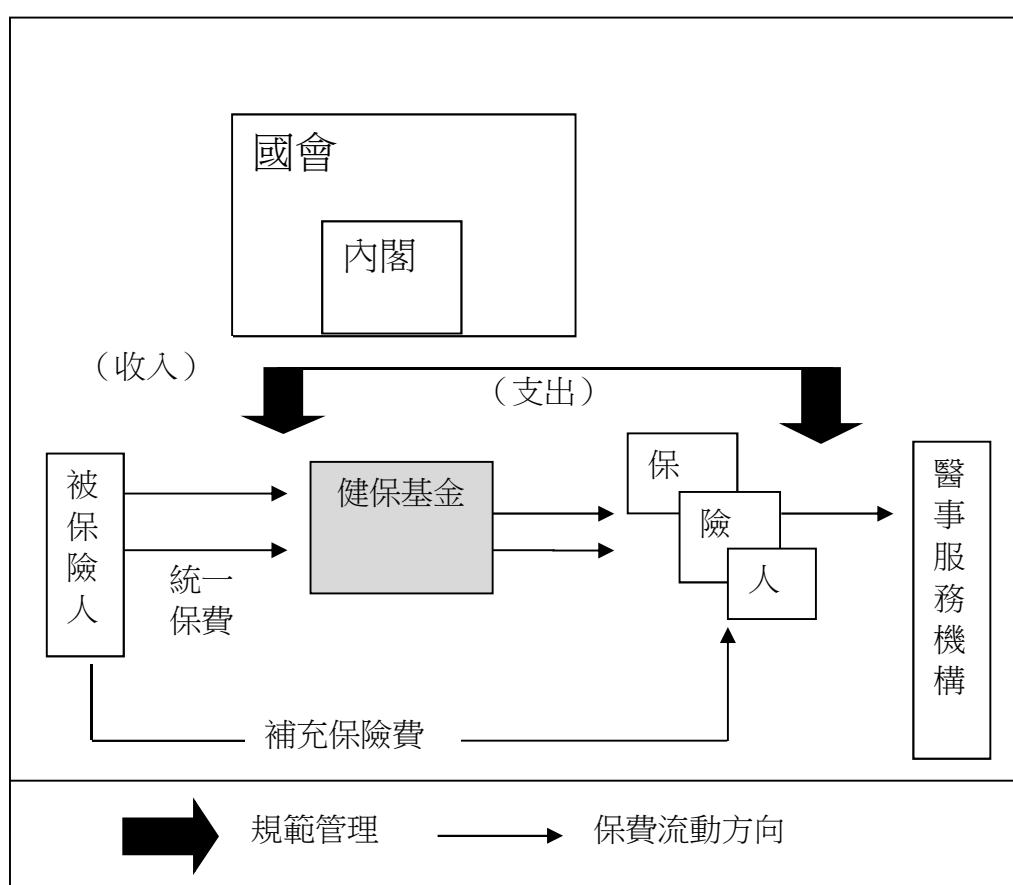 國會
內閣
（收入）
（支出）
被保險人
統一
保費
健保基金
保
險
人
醫事服務機構
補充保險費
規範管理
保費流動方向